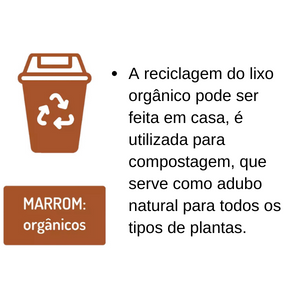 MARROM:
orgânicos
• A reciclagem do lixo
orgânico pode ser
feita em casa, é
utilizada para
compostagem, que
serve como adubo
natural para todos os
tipos de plantas.